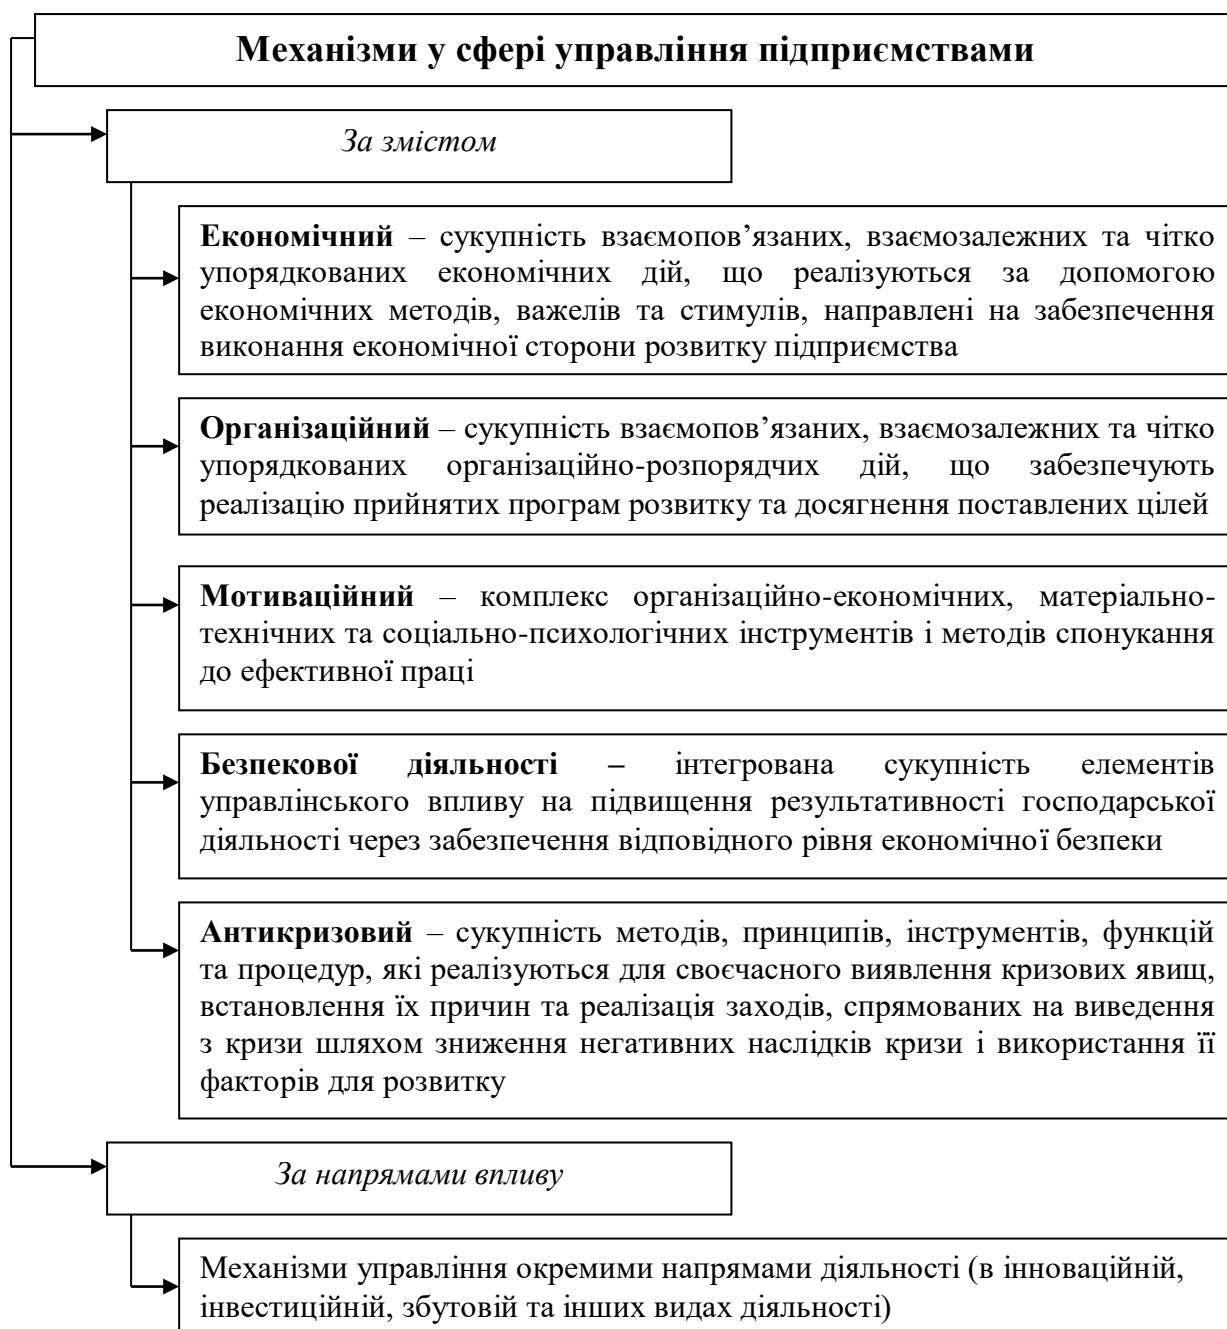 Механізми у сфері управління підприємствами
За змістом
Економічний – сукупність взаємопов’язаних, взаємозалежних та чітко
упорядкованих економічних дій, що реалізуються за допомогою
економічних методів, важелів та стимулів, направлені на забезпечення
виконання економічної сторони розвитку підприємства
Організаційний – сукупність взаємопов’язаних, взаємозалежних та чітко
упорядкованих організаційно-розпорядчих дій, що забезпечують
реалізацію прийнятих програм розвитку та досягнення поставлених цілей
Мотиваційний – комплекс організаційно-економічних, матеріально-
технічних та соціально-психологічних інструментів і методів спонукання
до ефективної праці
Безпекової діяльності – інтегрована сукупність елементів
управлінського впливу на підвищення результативності господарської
діяльності через забезпечення відповідного рівня економічної безпеки
Антикризовий – сукупність методів, принципів, інструментів, функцій
та процедур, які реалізуються для своєчасного виявлення кризових явищ,
встановлення їх причин та реалізація заходів, спрямованих на виведення
з кризи шляхом зниження негативних наслідків кризи і використання її
факторів для розвитку
За напрямами впливу
Механізми управління окремими напрямами діяльності (в інноваційній,
інвестиційній, збутовій та інших видах діяльності)